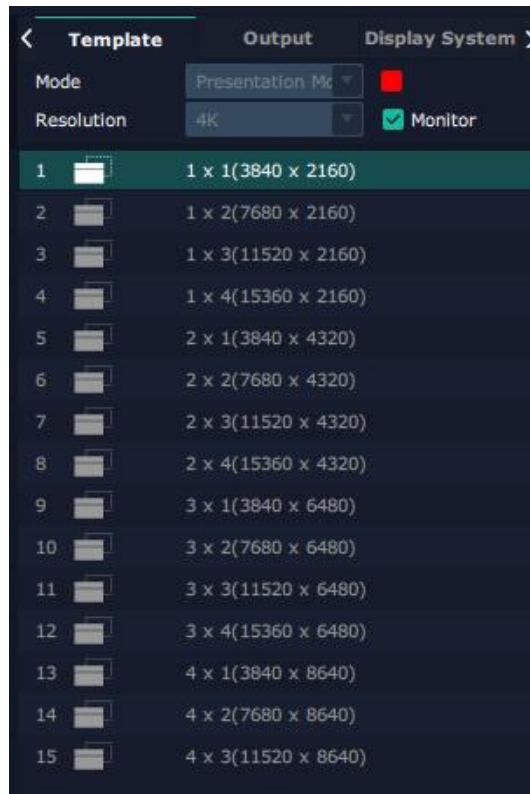 Template Output Display System
Mode Presentation Mo
Resolution 4K Monitor
1 1 x 1(3840 x 2160)
2 1 x 2(7680 x 2160)
3 1 x 3(11520 x 2160)
4 1 x 4(15360 x 2160)
5 2 x 1(3840 x 4320)
6 2 x 2(7680 x 4320)
7 2 x 3(11520 x 4320)
8 2 x 4(15360 x 4320)
9 3 x 1(3840 x 6480)
10 3 x 2(7680 x 6480)
11 3 x 3(11520 x 6480)
12 3 x 4(15360 x 6480)
13 4 x 1(3840 x 8640)
14 4 x 2(7680 x 8640)
15 4 x 3(11520 x 8640)